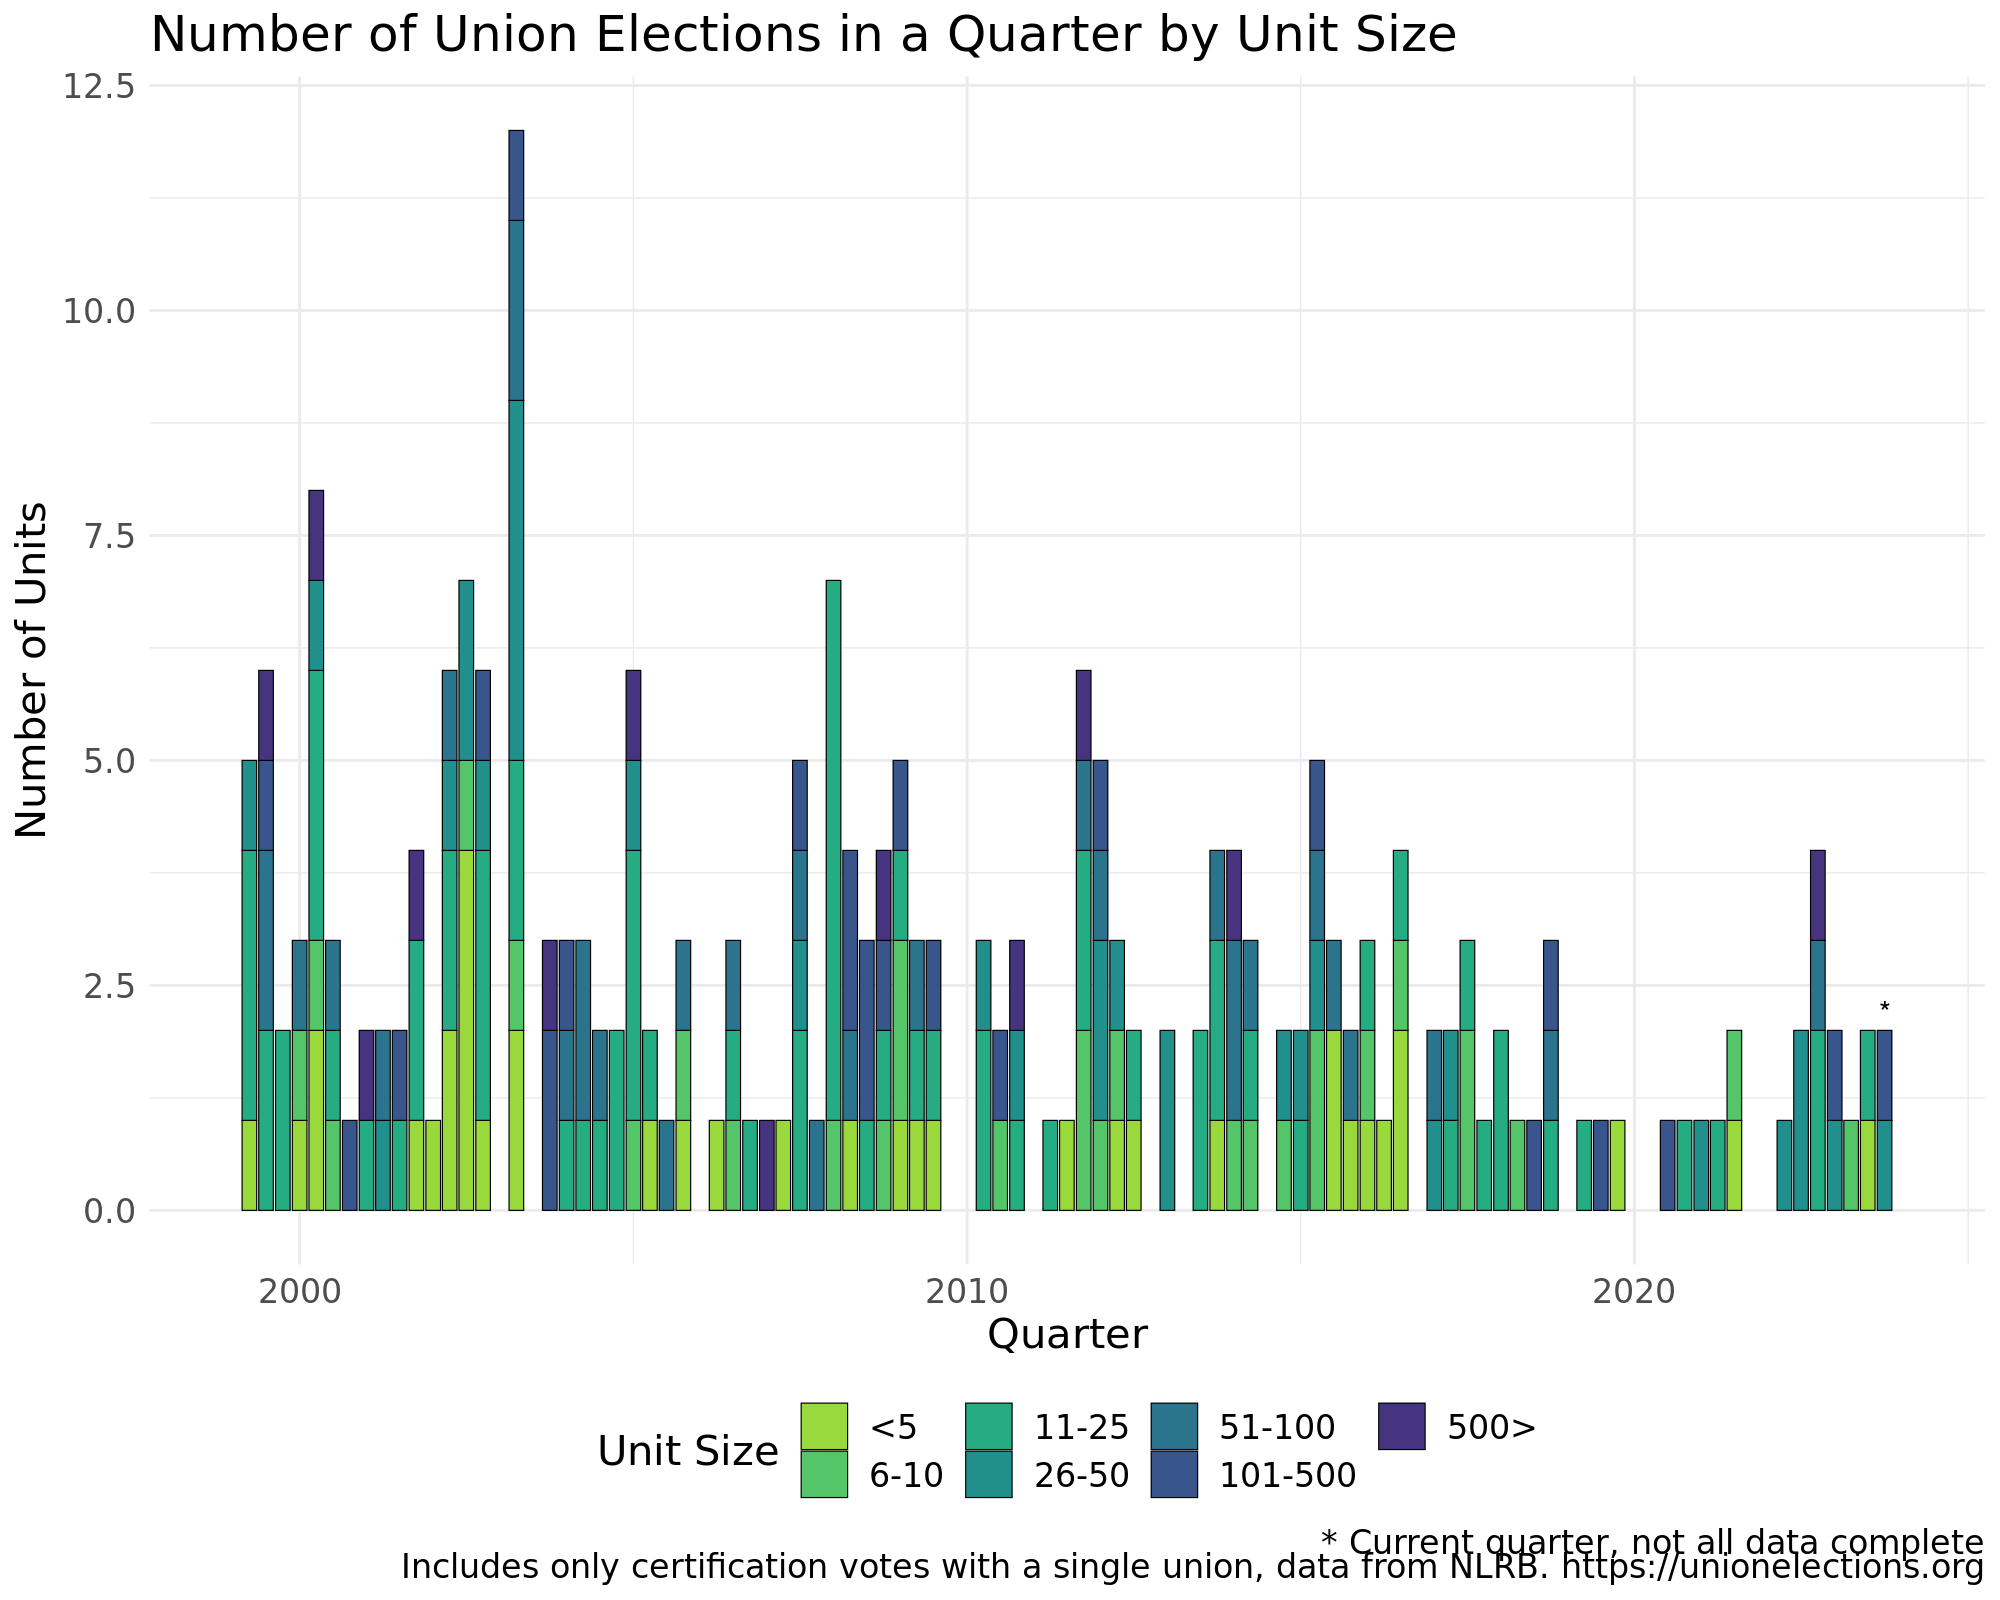 Number of Union Elections in a Quarter by Unit Size
12.5
10.0
7.5
5.0
2.5
0.0
Number of Units
*
2000 2010 2020
Quarter
Unit Size
<5 11-25 51-100 500>
6-10 26-50 101-500
* Current quarter, not all data complete
Includes only certification votes with a single union, data from NLRB. https://unionelections.org